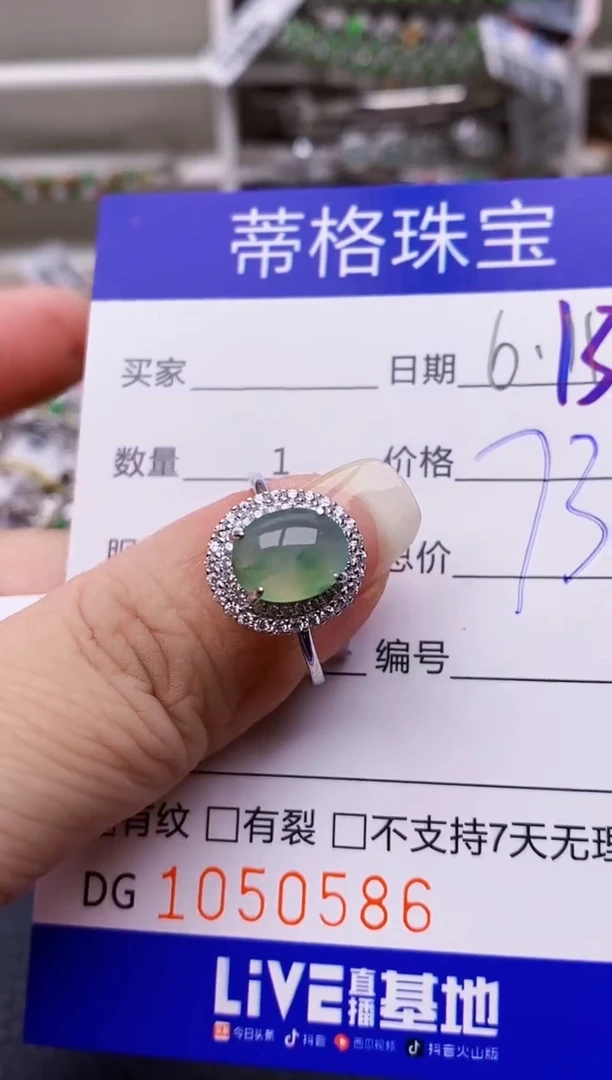 蒂格珠宝
买家 日期 6.
数量 1 价格 73
总价
编号
有纹 □有裂 □不支持7天无理
DG 1050586
LiVE直播基地
今日头条 抖音 西瓜视频 抖音火山版